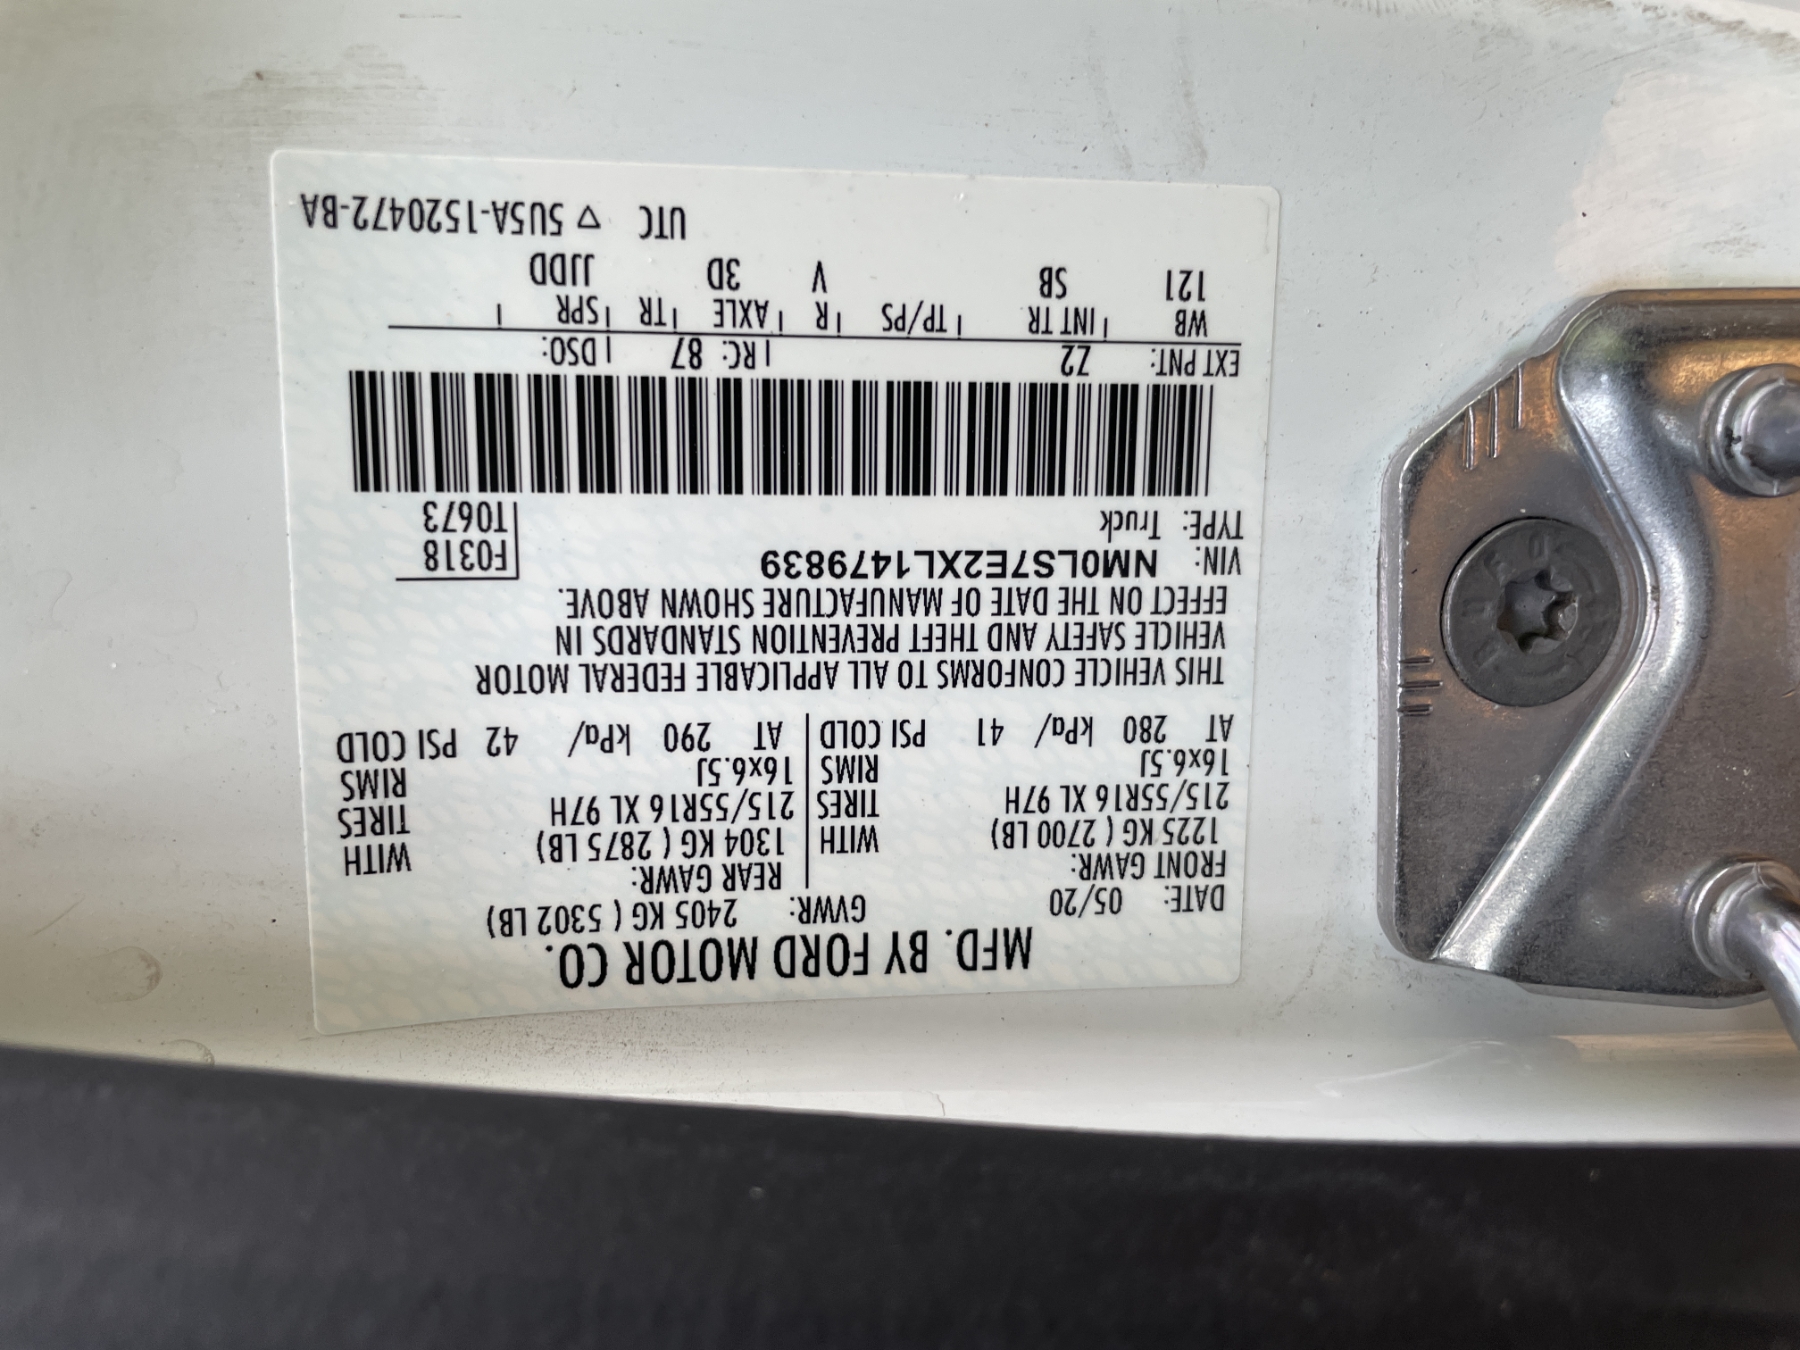 MFD. BY FORD MOTOR CO.
DATE: 05/20 GVWR: 2405 KG ( 5302 LB)
FRONT GAWR: REAR GAWR:
1225 KG ( 2700 LB) WITH 1304 KG ( 2875 LB) WITH
215/55R16 XL 97H TIRES 215/55R16 XL 97H TIRES
16x6.5J RIMS 16x6.5J RIMS
AT 280 kPa/ 41 PSI COLD AT 290 kPa/ 42 PSI COLD
THIS VEHICLE CONFORMS TO ALL APPLICABLE FEDERAL MOTOR
VEHICLE SAFETY AND THEFT PREVENTION STANDARDS IN
EFFECT ON THE DATE OF MANUFACTURE SHOWN ABOVE.
VIN: NM0LS7E2XL1479839 F0318
TYPE: Truck T0673
EXT PNT: Z2 RC: 87 DSO:
WB INT TR TP/PS R AXLE TR SPR
121 SB V 3D JJDD
UTC ▽ 5U5A-1520472-BA